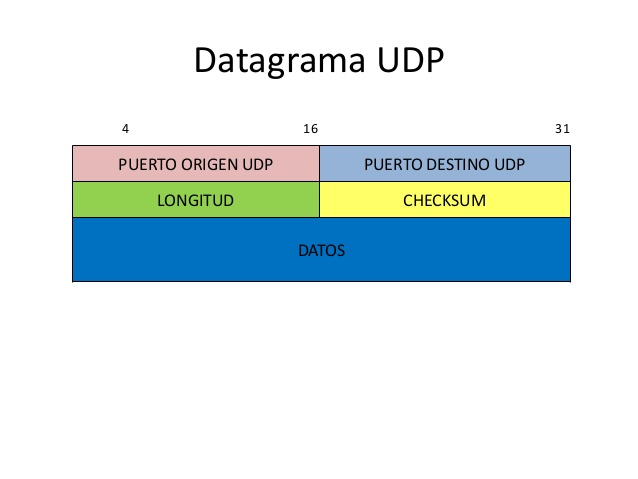 Datagrama UDP
4 16 31
PUERTO ORIGEN UDP PUERTO DESTINO UDP
LONGITUD CHECKSUM
DATOS